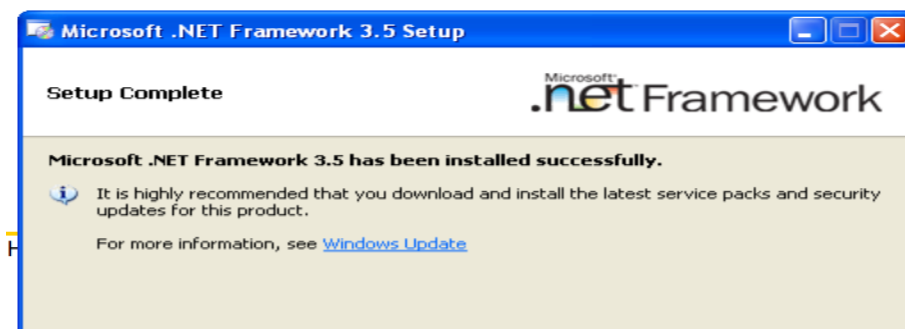 Microsoft .NET Framework 3.5 Setup
Setup Complete
Microsoft
.net Framework
Microsoft .NET Framework 3.5 has been installed successfully.
It is highly recommended that you download and install the latest service packs and security
updates for this product.
H
For more information, see Windows Update